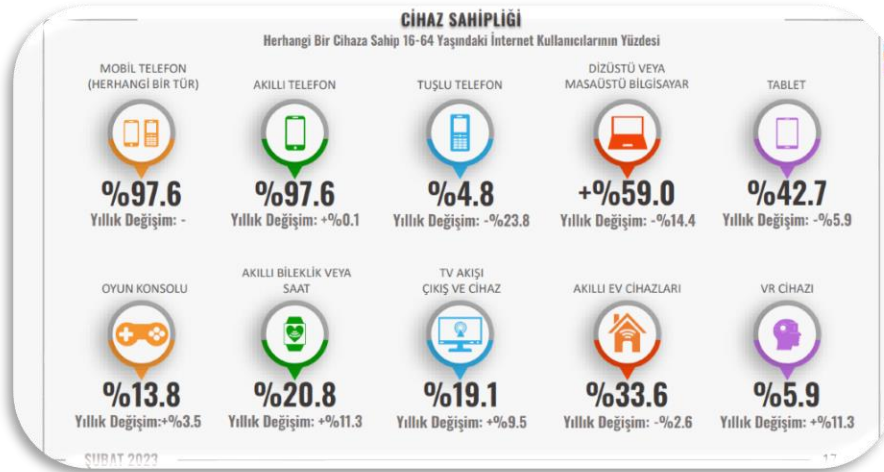 CİHAZ SAHİPLİĞİ
Herhangi Bir Cihaza Sahip 16-64 Yaşındaki İnternet Kullanıcılarının Yüzdesi
MOBİL TELEFON
(HERHANGİ BİR TÜR)
%97.6
Yıllık Değişim: -
AKILLI TELEFON
%97.6
Yıllık Değişim: +%0.1
TUŞLU TELEFON
%4.8
Yıllık Değişim: -%23.8
DİZÜSTÜ VEYA
MASAÜSTÜ BİLGİSAYAR
+%59.0
Yıllık Değişim: -%14.4
TABLET
%42.7
Yıllık Değişim: -%5.9
OYUN KONSOLU
%13.8
Yıllık Değişim:+%3.5
AKILLI BİLEKLİK VEYA
SAAT
%20.8
Yıllık Değişim: +%11.3
TV AKIŞI
ÇIKIŞ VE CİHAZ
%19.1
Yıllık Değişim: +%9.5
AKILLI EV CİHAZLARI
%33.6
Yıllık Değişim: -%2.6
VR CİHAZI
%5.9
Yıllık Değişim: +%11.3
ŞUBAT 2023
17